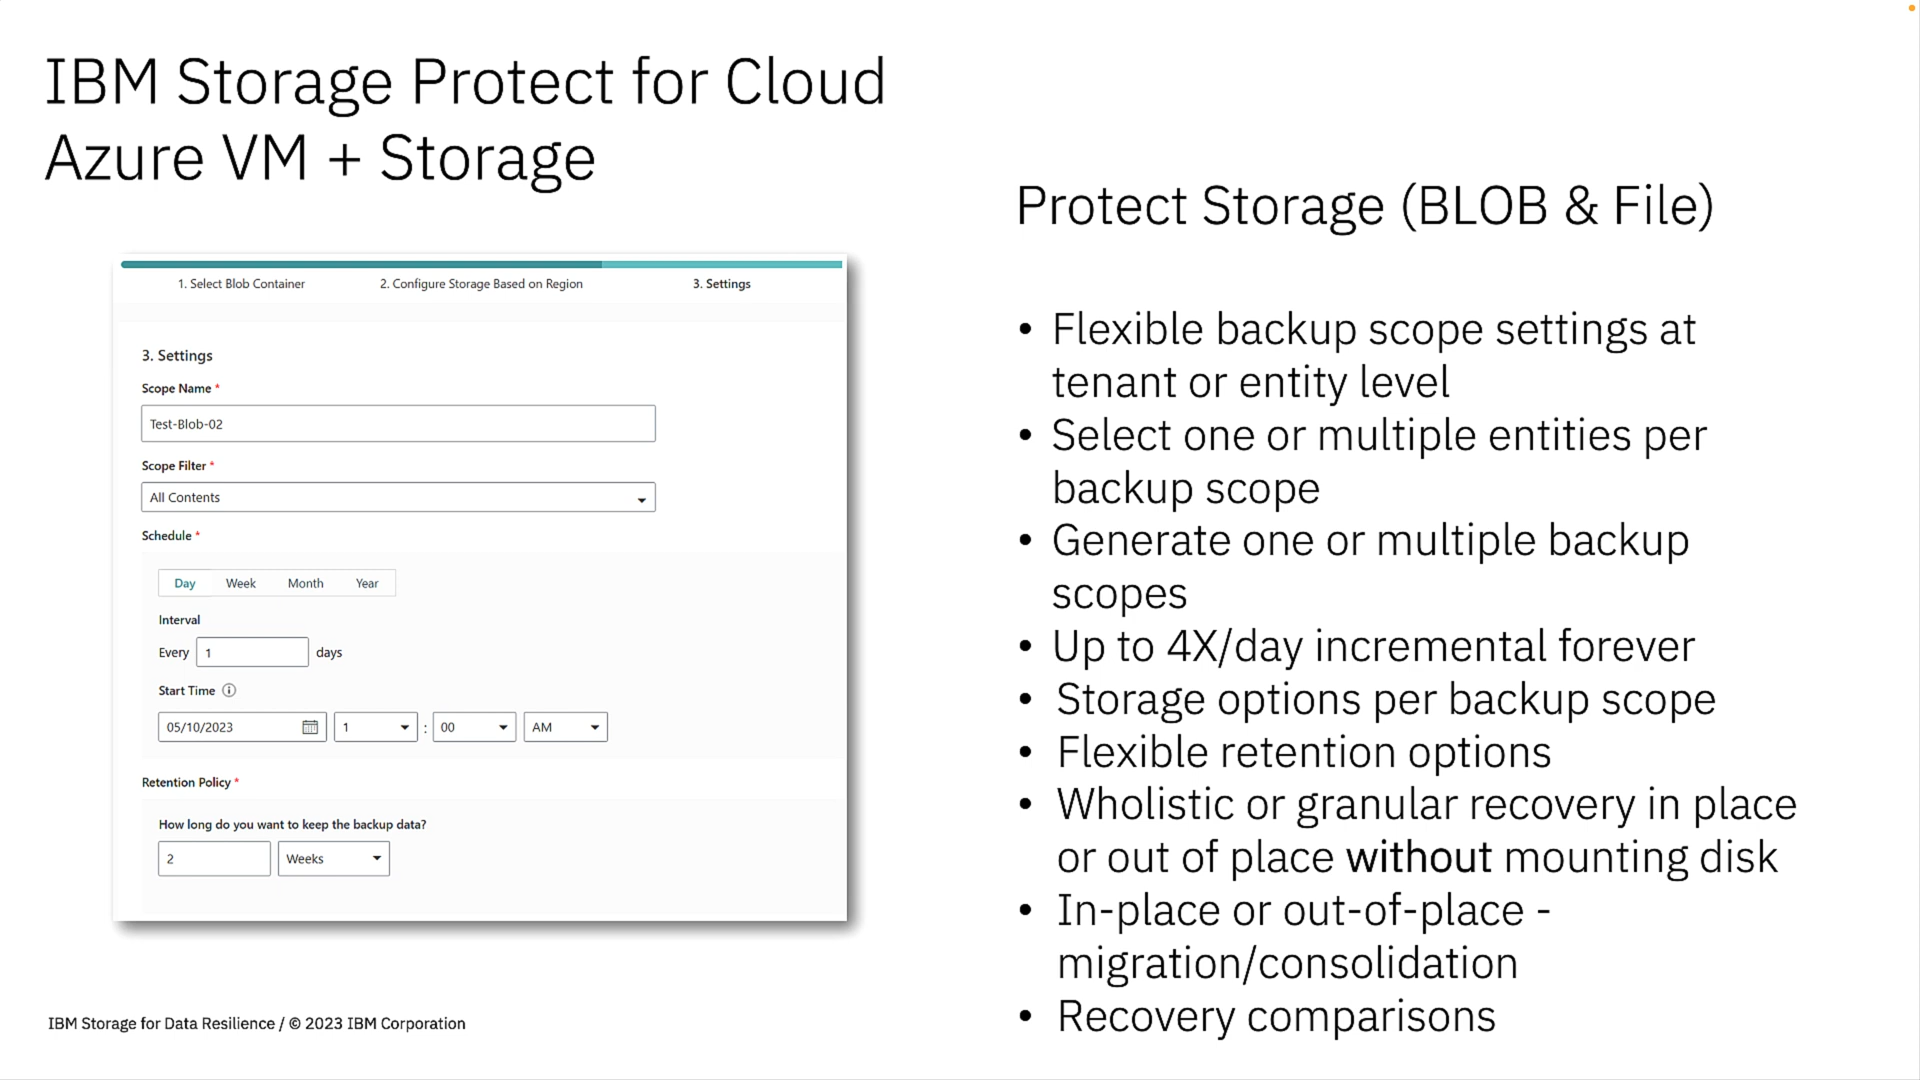 IBM Storage Protect for Cloud
Azure VM + Storage
1. Select Blob Container
2. Configure Storage Based on Region
3. Settings
3. Settings
Scope Name *
Test-Blob-02
Scope Filter *
All Contents
Schedule *
Day Week Month Year
Interval
Every 1 days
Start Time
05/10/2023 1 : 00 AM
Retention Policy *
How long do you want to keep the backup data?
2 Weeks
Protect Storage (BLOB & File)
• Flexible backup scope settings at
tenant or entity level
• Select one or multiple entities per
backup scope
• Generate one or multiple backup
scopes
• Up to 4X/day incremental forever
• Storage options per backup scope
• Flexible retention options
• Wholistic or granular recovery in place
or out of place without mounting disk
• In-place or out-of-place -
migration/consolidation
• Recovery comparisons
IBM Storage for Data Resilience / © 2023 IBM Corporation